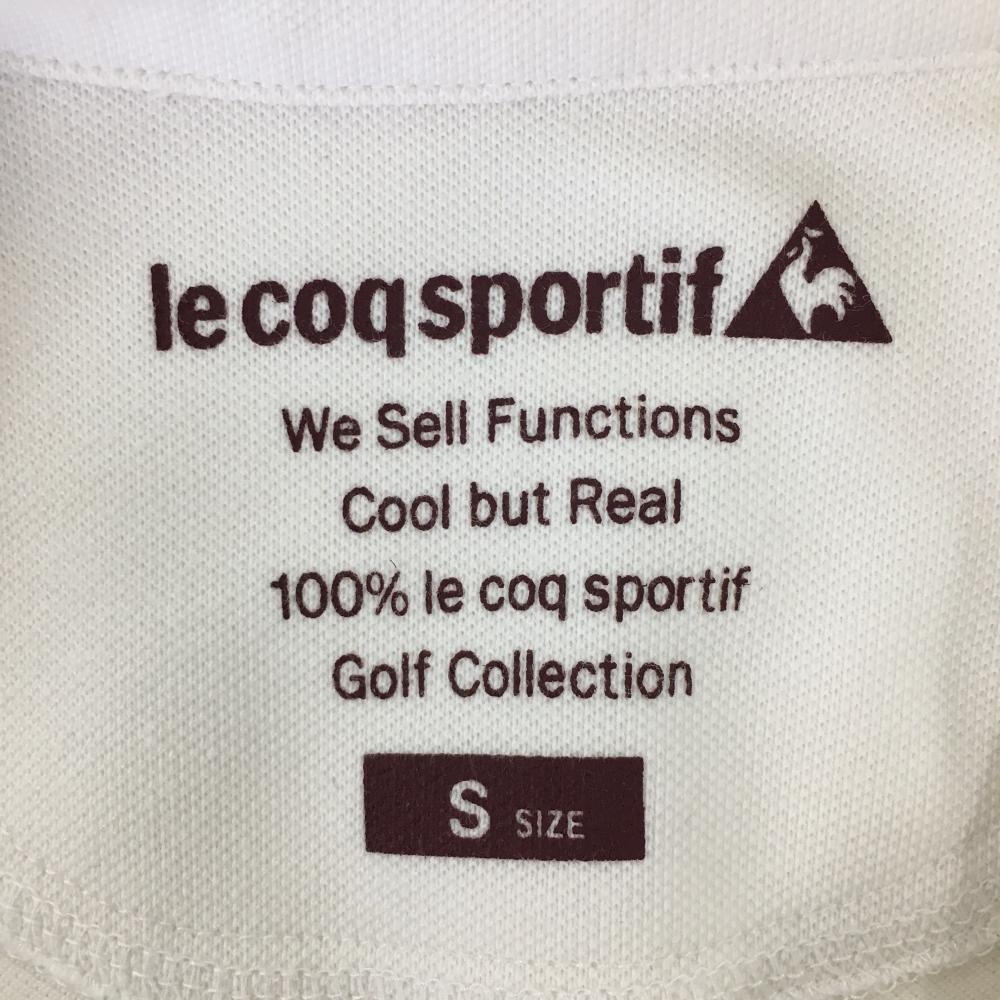 le coq sportif
We Sell Functions
Cool but Real
100% le coq sportif
Golf Collection
S SIZE